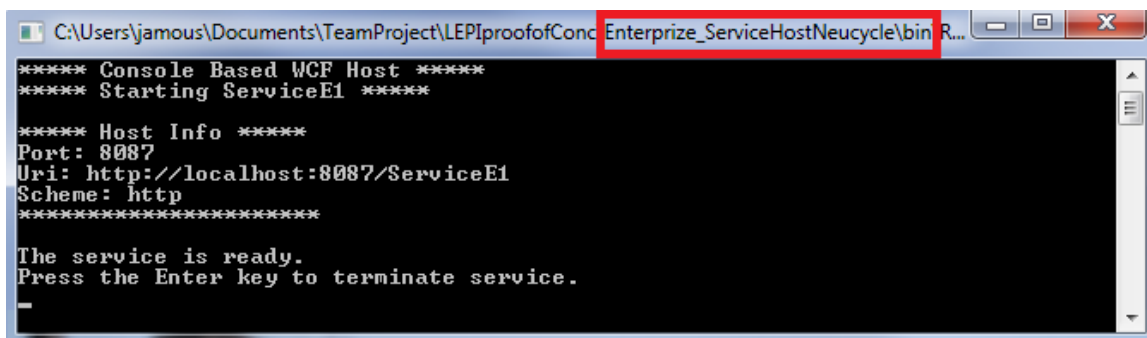 C:\Users\jamous\Documents\TeamProject\LEPIproofofConc Enterprize_ServiceHostNeucycle\bin\R...
***** Console Based WCF Host *****
***** Starting ServiceE1 *****
***** Host Info *****
Port: 8087
Uri: http://localhost:8087/ServiceE1
Scheme: http
**********************
The service is ready.
Press the Enter key to terminate service.